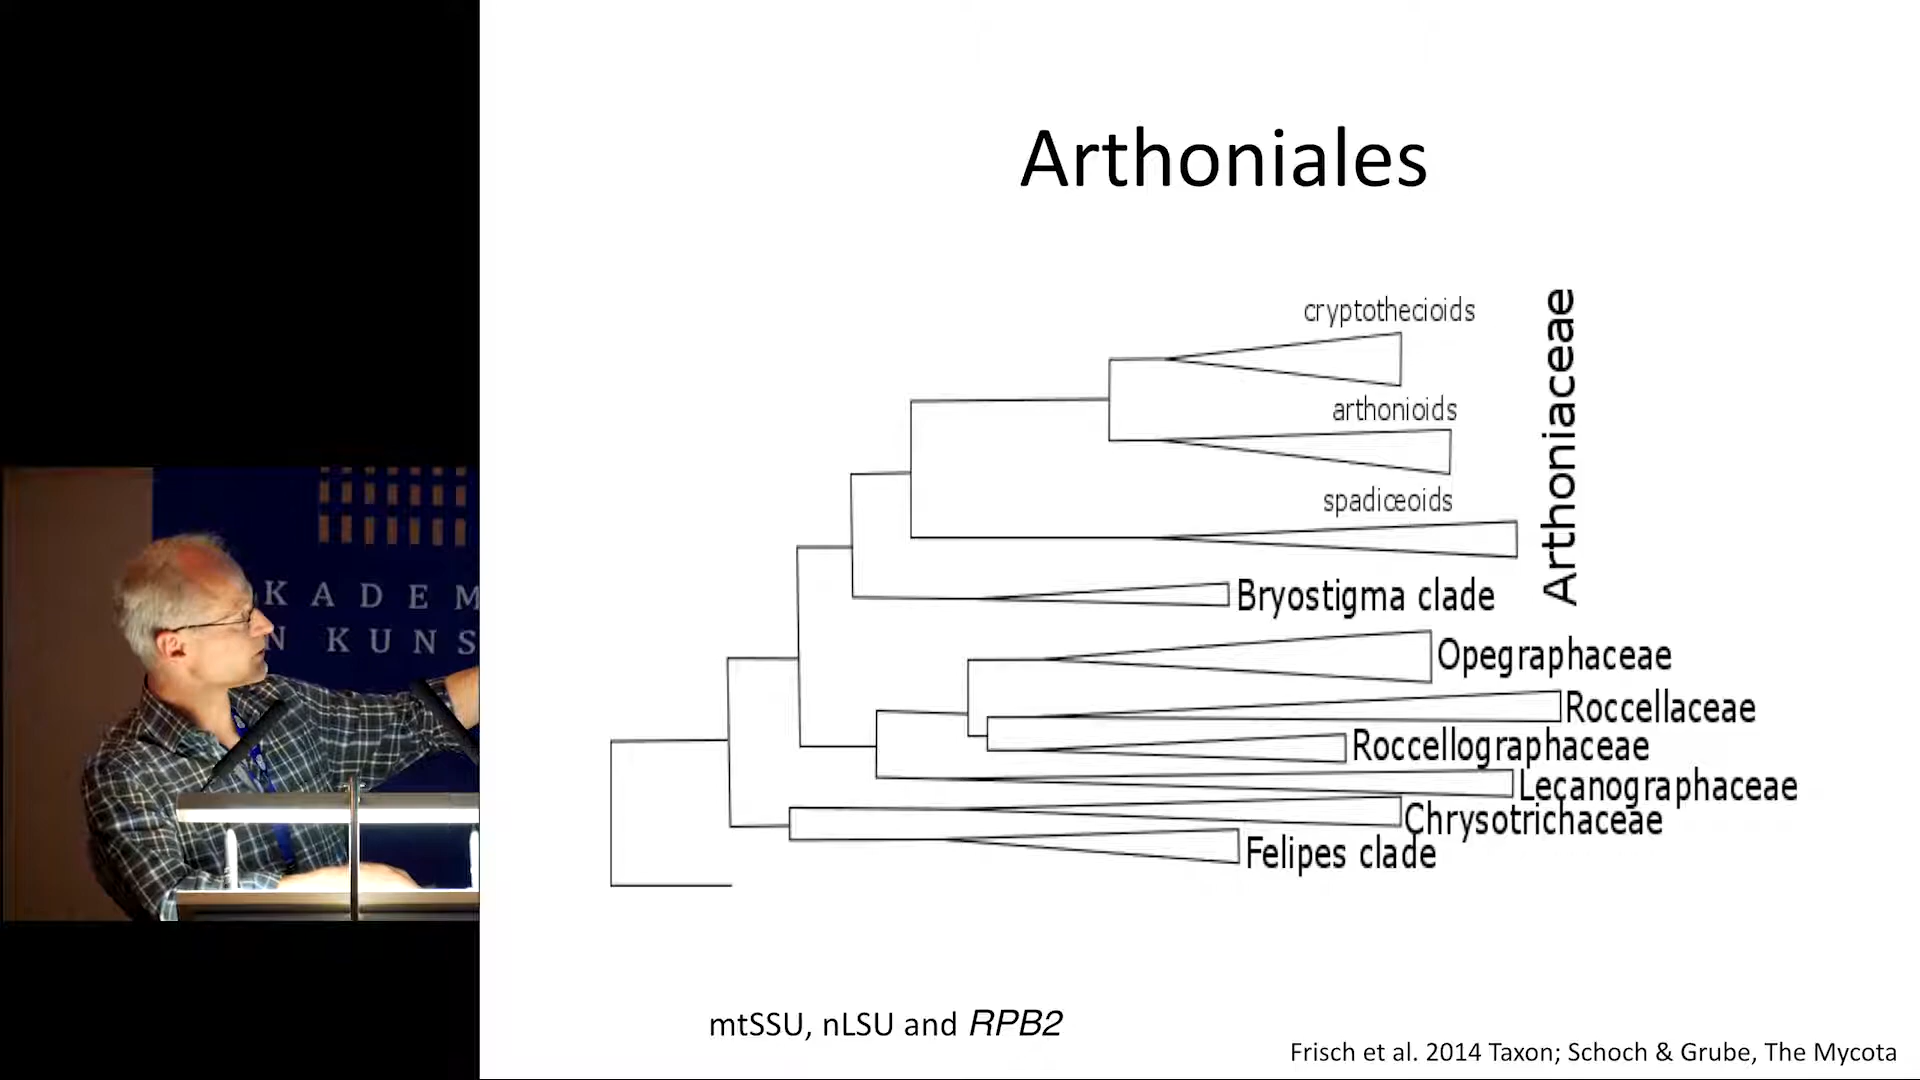 Arthoniales
cryptothecioids
arthonioids
spadiceoids
Arthoniaceae
Bryostigma clade
Opegraphaceae
Roccellaceae
Roccellographaceae
Lecanographaceae
Chrysotrichaceae
Felipes clade
mtSSU, nLSU and RPB2
Frisch et al. 2014 Taxon; Schoch & Grube, The Mycota
KADEM
N KUNS